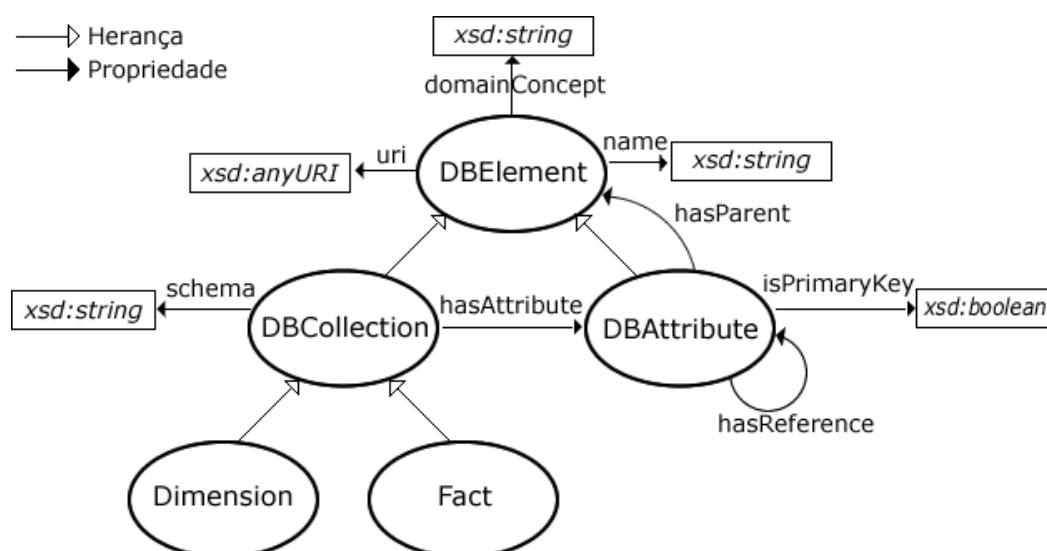 Herança
Propriedade
xsd:string
domainConcept
uri
xsd:anyURI
DBElement
name
xsd:string
hasParent
schema
xsd:string
DBCollection
hasAttribute
DBAttribute
isPrimaryKey
xsd:boolean
hasReference
Dimension
Fact